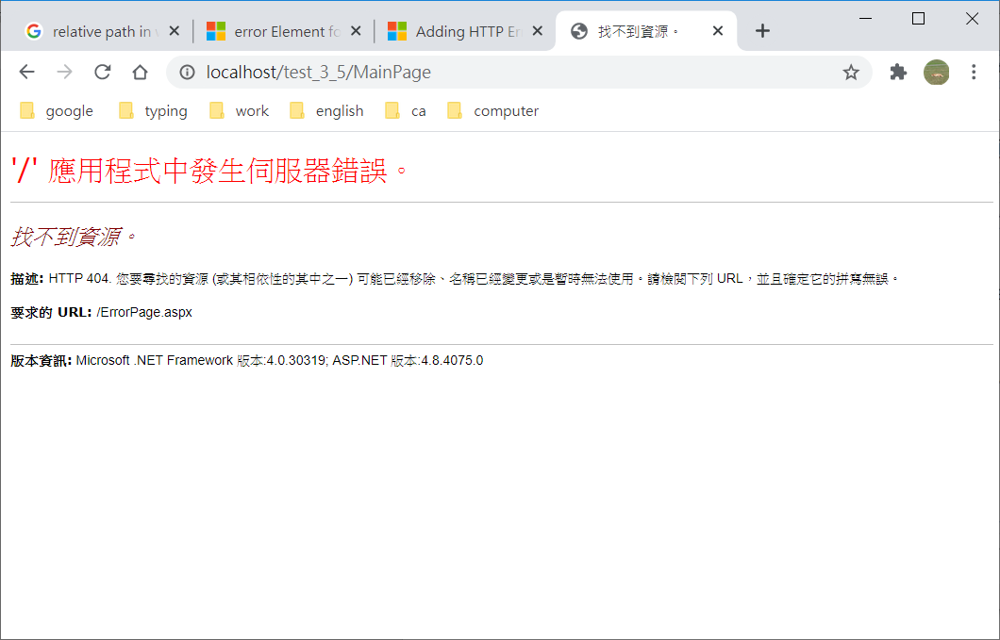 relative path in
error Element fo
Adding HTTP Er
找不到資源。
localhost/test_3_5/MainPage
google
typing
work
english
ca
computer
'/' 應用程式中發生伺服器錯誤。
找不到資源。
描述: HTTP 404. 您要尋找的資源 (或其相依性的其中之一) 可能已經移除、名稱已經變更或是暫時無法使用。請檢閱下列 URL，並且確定它的拼寫無誤。
要求的 URL: /ErrorPage.aspx
版本資訊: Microsoft .NET Framework 版本:4.0.30319; ASP.NET 版本:4.8.4075.0